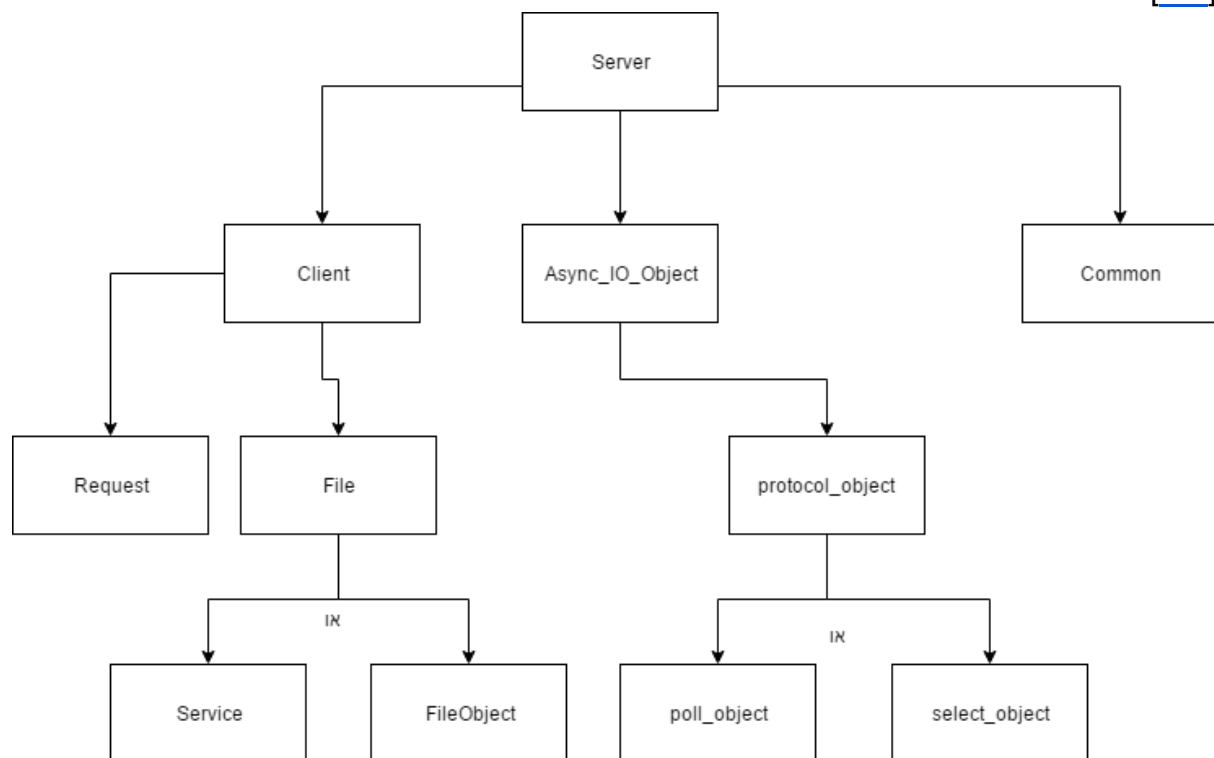 Server
Client
Async_IO_Object
Common
Request
File
protocol_object
או
או
Service
FileObject
poll_object
select_object